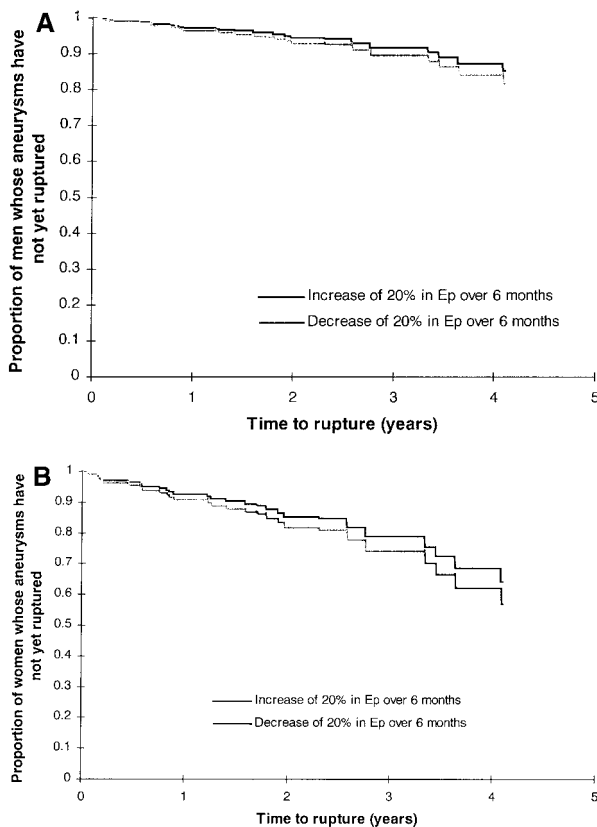 A
Proportion of men whose aneurysms have
not yet ruptured
1
0.9
0.8
0.7
0.6
0.5
0.4
0.3
0.2
0.1
0
Increase of 20% in Ep over 6 months
Decrease of 20% in Ep over 6 months
0 1 2 3 4 5
Time to rupture (years)
B
Proportion of women whose aneurysms have
not yet ruptured
1
0.9
0.8
0.7
0.6
0.5
0.4
0.3
0.2
0.1
0
Increase of 20% in Ep over 6 months
Decrease of 20% in Ep over 6 months
0 1 2 3 4 5
Time to rupture (years)